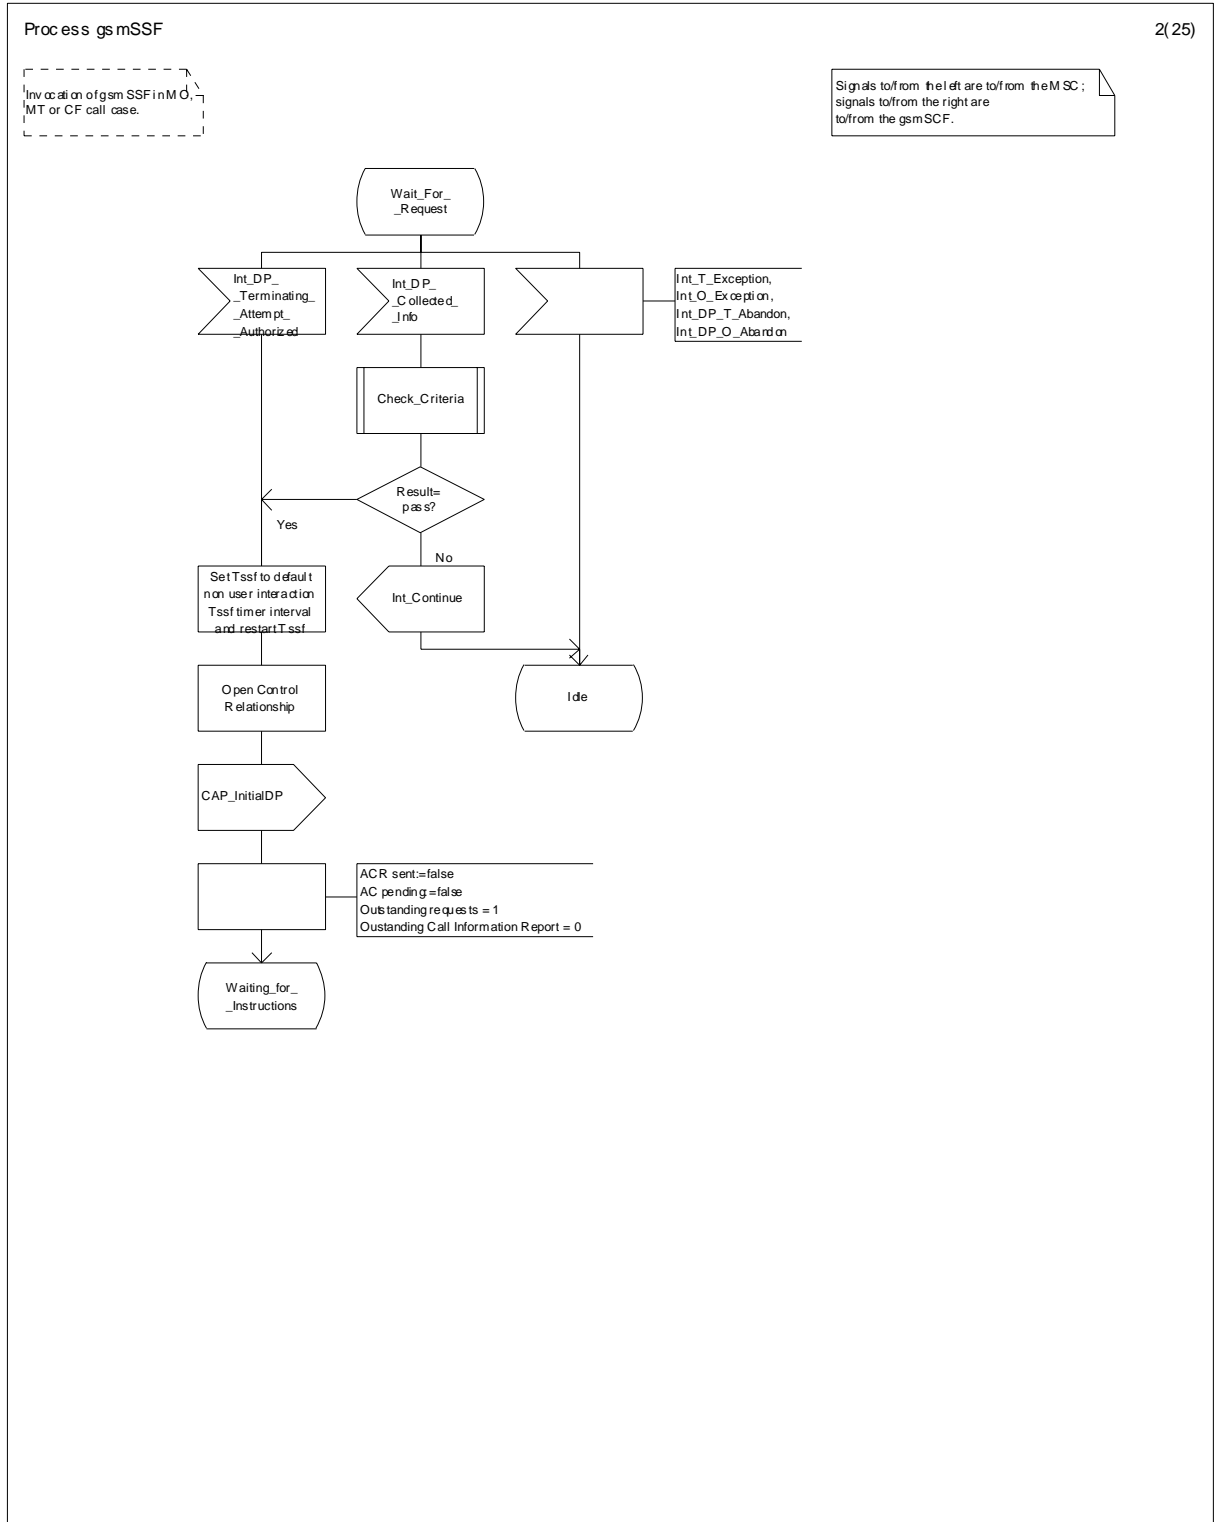 Process gsmSSF
2(25)
Invocation of gsm SSF in MO,
MT or CF call case.
Signals to/from the left are to/from the MSC;
signals to/from the right are
to/from the gsmSCF.
Wait_For_
_Request
Int_DP_
_Terminating_
_Attempt_
_Authorized
Int_DP_
_Collected_
_Info
Int_T_Exception,
Int_O_Exception,
Int_DP_T_Abandon,
Int_DP_O_Abandon
Check_Criteria
Result=
pass?
Yes
No
Set Tssf to default
non user interaction
Tssf timer interval
and restart Tssf
Int_Continue
Open Control
Relationship
Idle
CAP_InitialDP
ACR sent:=false
AC pending:=false
Outstanding requests = 1
Oustanding Call Information Report = 0
Waiting_for_
_Instructions